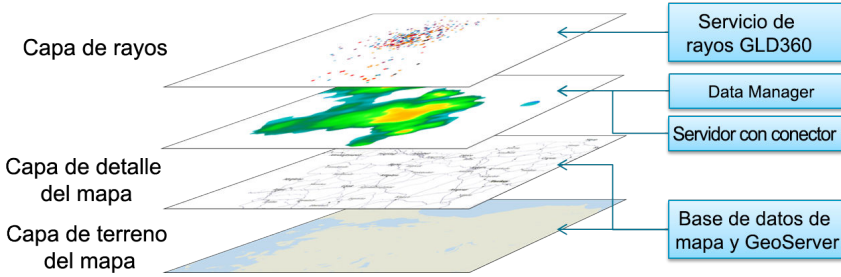 Capa de rayos
Servicio de
rayos GLD360
Data Manager
Servidor con conector
Capa de detalle
del mapa
Capa de terreno
del mapa
Base de datos de
mapa y GeoServer